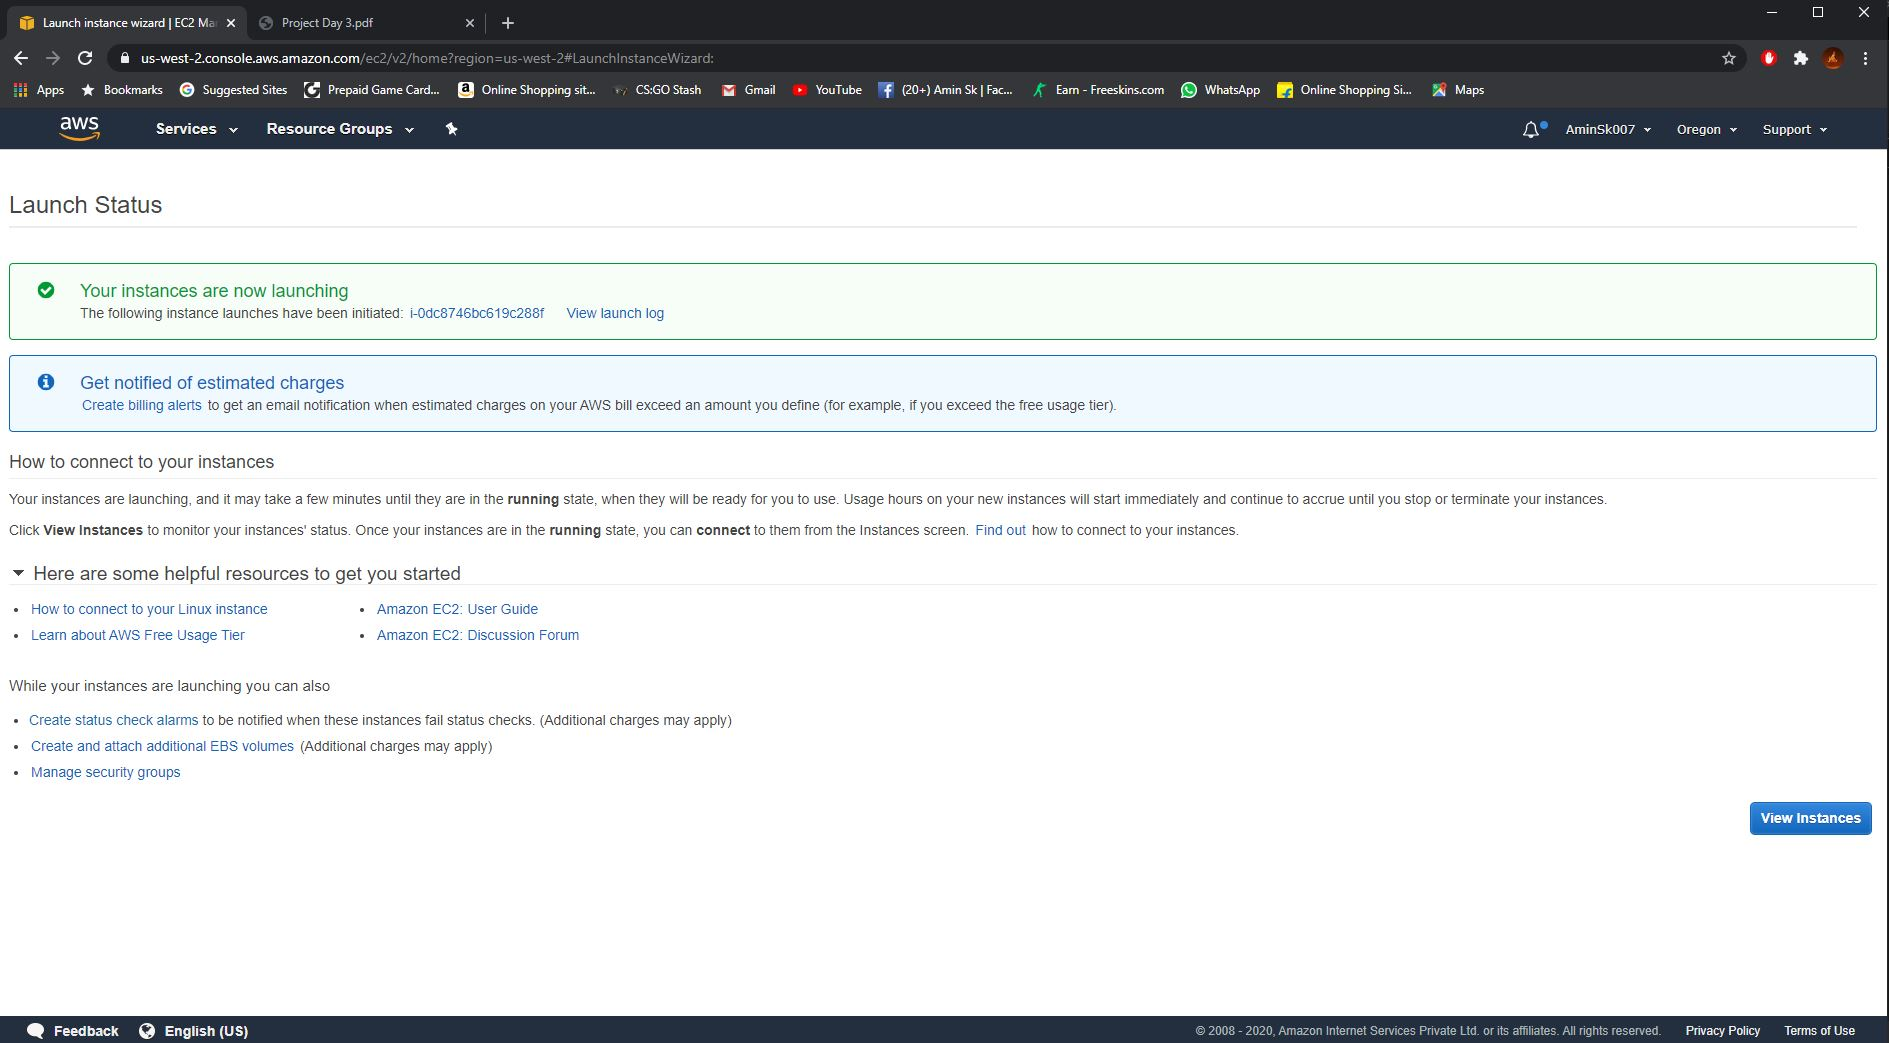 Launch instance wizard | EC2 Ma
Project Day 3.pdf
us-west-2.console.aws.amazon.com/ec2/v2/home?region=us-west-2#LaunchInstanceWizard:
Apps Bookmarks Suggested Sites Prepaid Game Card... Online Shopping sit... CS:GO Stash Gmail YouTube (20+) Amin Sk | Fac... Earn - Freeskins.com WhatsApp Online Shopping Si... Maps
aws Services Resource Groups AminSk007 Oregon Support
Launch Status
Your instances are now launching
The following instance launches have been initiated: i-0dc8746bc619c288f View launch log
Get notified of estimated charges
Create billing alerts to get an email notification when estimated charges on your AWS bill exceed an amount you define (for example, if you exceed the free usage tier).
How to connect to your instances
Your instances are launching, and it may take a few minutes until they are in the running state, when they will be ready for you to use. Usage hours on your new instances will start immediately and continue to accrue until you stop or terminate your instances.
Click View Instances to monitor your instances' status. Once your instances are in the running state, you can connect to them from the Instances screen. Find out how to connect to your instances.
Here are some helpful resources to get you started
• How to connect to your Linux instance • Amazon EC2: User Guide
• Learn about AWS Free Usage Tier • Amazon EC2: Discussion Forum
While your instances are launching you can also
• Create status check alarms to be notified when these instances fail status checks. (Additional charges may apply)
• Create and attach additional EBS volumes (Additional charges may apply)
• Manage security groups
View Instances
Feedback English (US) © 2008 - 2020, Amazon Internet Services Private Ltd. or its affiliates. All rights reserved. Privacy Policy Terms of Use